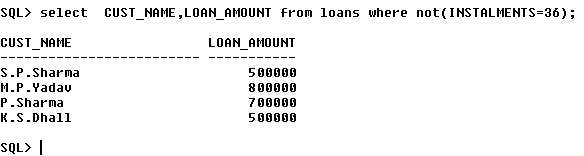 SQL> select  CUST_NAME,LOAN_AMOUNT from loans where not(INSTALMENTS=36);
CUST_NAME                 LOAN_AMOUNT
------------------------- -----------
S.P.Sharma                     500000
M.P.Yadav                      800000
P.Sharma                       700000
K.S.Dhall                      500000
SQL>